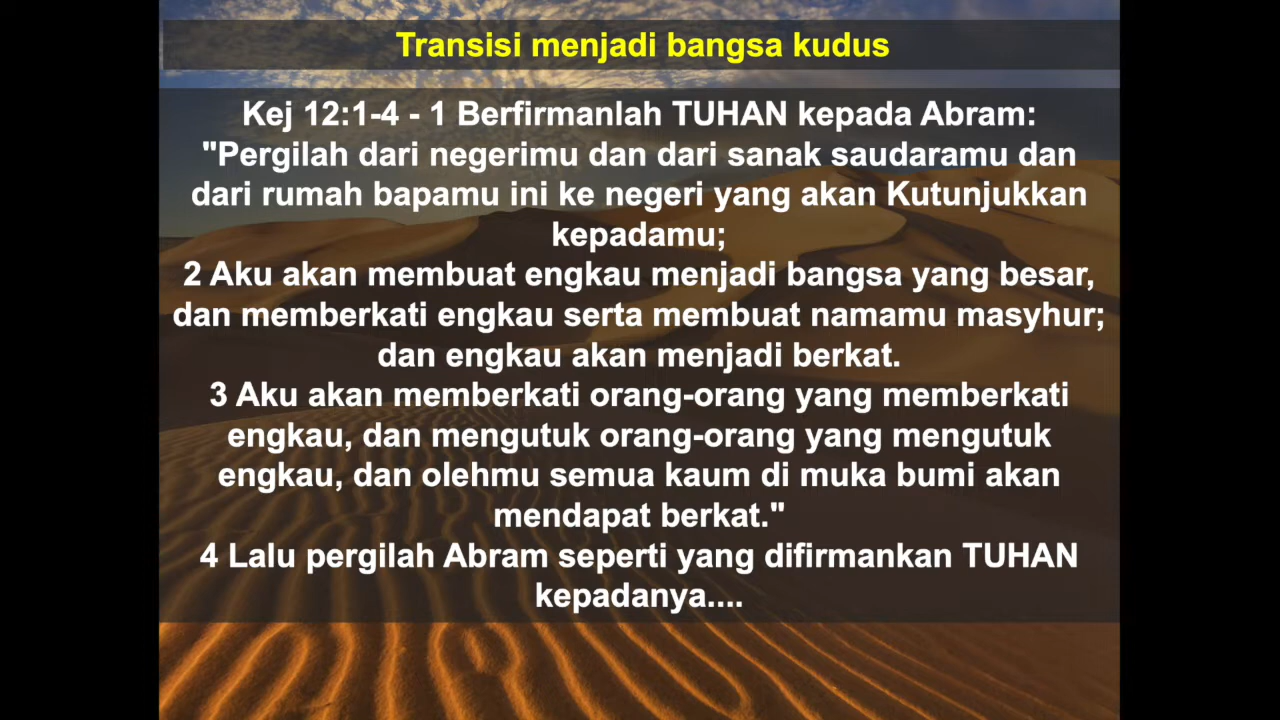 Transisi menjadi bangsa kudus
Kej 12:1-4 - 1 Berfirmanlah TUHAN kepada Abram:
"Pergilah dari negerimu dan dari sanak saudaramu dan
dari rumah bapamu ini ke negeri yang akan Kutunjukkan
kepadamu;
2 Aku akan membuat engkau menjadi bangsa yang besar,
dan memberkati engkau serta membuat namamu masyhur;
dan engkau akan menjadi berkat.
3 Aku akan memberkati orang-orang yang memberkati
engkau, dan mengutuk orang-orang yang mengutuk
engkau, dan olehmu semua kaum di muka bumi akan
mendapat berkat."
4 Lalu pergilah Abram seperti yang difirmankan TUHAN
kepadanya....